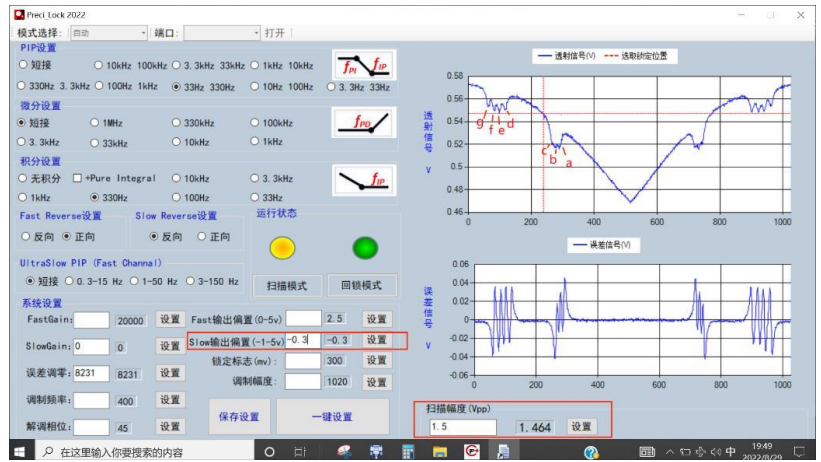 Preci_Lock 2022
模式选择: 自动 端口: 打开
PIP设置
短接 10kHz 100kHz 3.3kHz 33kHz 1kHz 10kHz
330Hz 3.3kHz 100Hz 1kHz 33Hz 330Hz 10Hz 100Hz 3.3Hz 33Hz
fPI fIP
微分设置
短接 1MHz 330kHz 100kHz
3.3kHz 33kHz 10kHz 1kHz
fPD
积分设置
无积分 +Pure Integral 10kHz 3.3kHz
1kHz 330Hz 100Hz 33Hz
fIP
Fast Reverse设置 Slow Reverse设置 运行状态
反向 正向 反向 正向
UltraSlow PIP (Fast Channal)
短接 0.3-15 Hz 1-50 Hz 3-150 Hz
扫描模式 回锁模式
系统设置
FastGain: 20000 设置 Fast输出偏置(0-5v) 2.5 设置
SlowGain: 0 0 设置 Slow输出偏置(-1-5v) -0.3 -0.3 设置
锁定标志(mv): 300 设置
误差调零: 8231 8231 设置
调制幅度: 1020 设置
调制频率: 400 设置
解调相位: 45 设置
保存设置 一键设置
透射信号(V) 选取锁定位置
0.58
0.56
0.54
0.52
0.5
0.48
0.46
透射信号 V
g f e d
c b a
0 200 400 600 800 1000
误差信号(V)
0.06
0.04
0.02
0
-0.02
-0.04
-0.06
误差信号 V
0 200 400 600 800 1000
扫描幅度(Vpp)
1.5 1.464 设置
在这里输入你要搜索的内容
中 19:49
2022/8/29